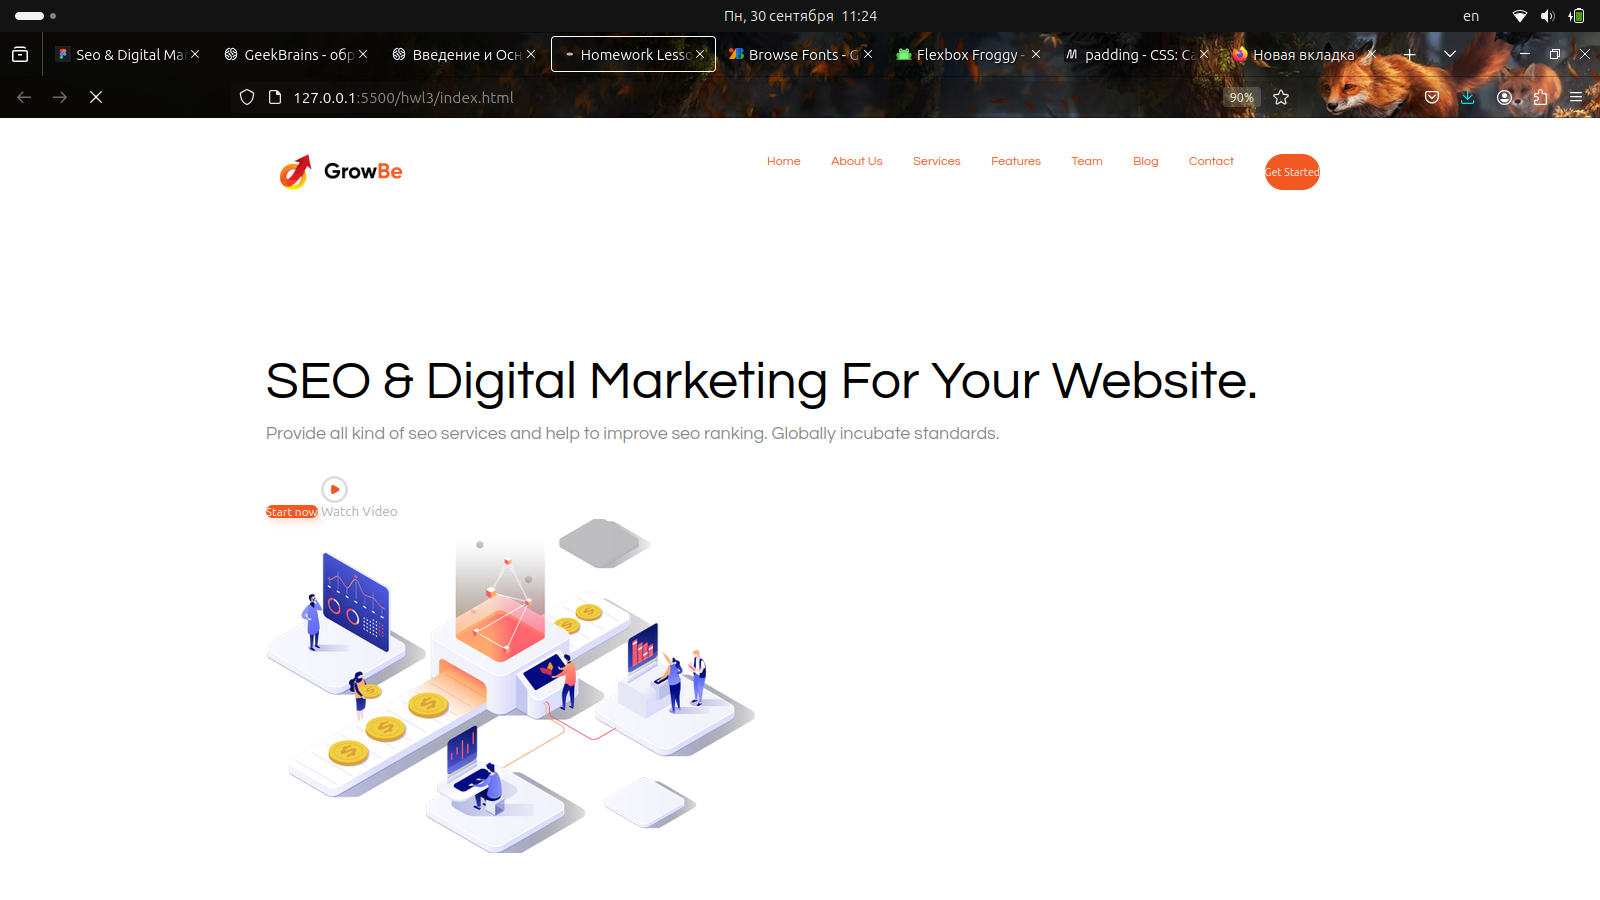 Пн, 30 сентября 11:24
en
Seo & Digital Mar
GeekBrains - обр
Введение и Осн
Homework Lesso
Browse Fonts - G
Flexbox Froggy -
padding - CSS: Ca
Новая вкладка
127.0.0.1:5500/hwl3/index.html
90%
GrowBe
Home About Us Services Features Team Blog Contact
Get Started
SEO & Digital Marketing For Your Website.
Provide all kind of seo services and help to improve seo ranking. Globally incubate standards.
Start now Watch Video